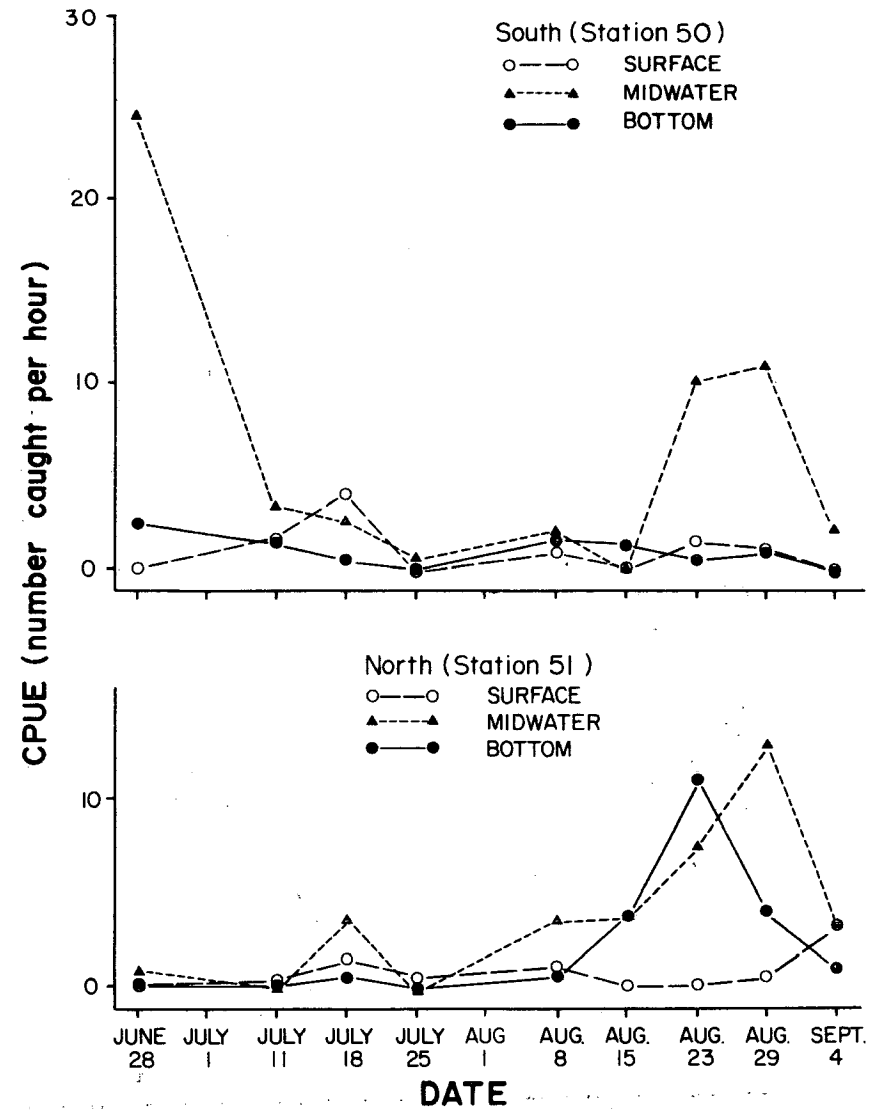 30
South (Station 50)
SURFACE
MIDWATER
BOTTOM
20
10
0
CPUE (number caught per hour)
North (Station 51)
SURFACE
MIDWATER
BOTTOM
10
0
JUNE 28
JULY 1
JULY 11
JULY 18
JULY 25
AUG 1
AUG. 8
AUG. 15
AUG. 23
AUG. 29
SEPT. 4
DATE